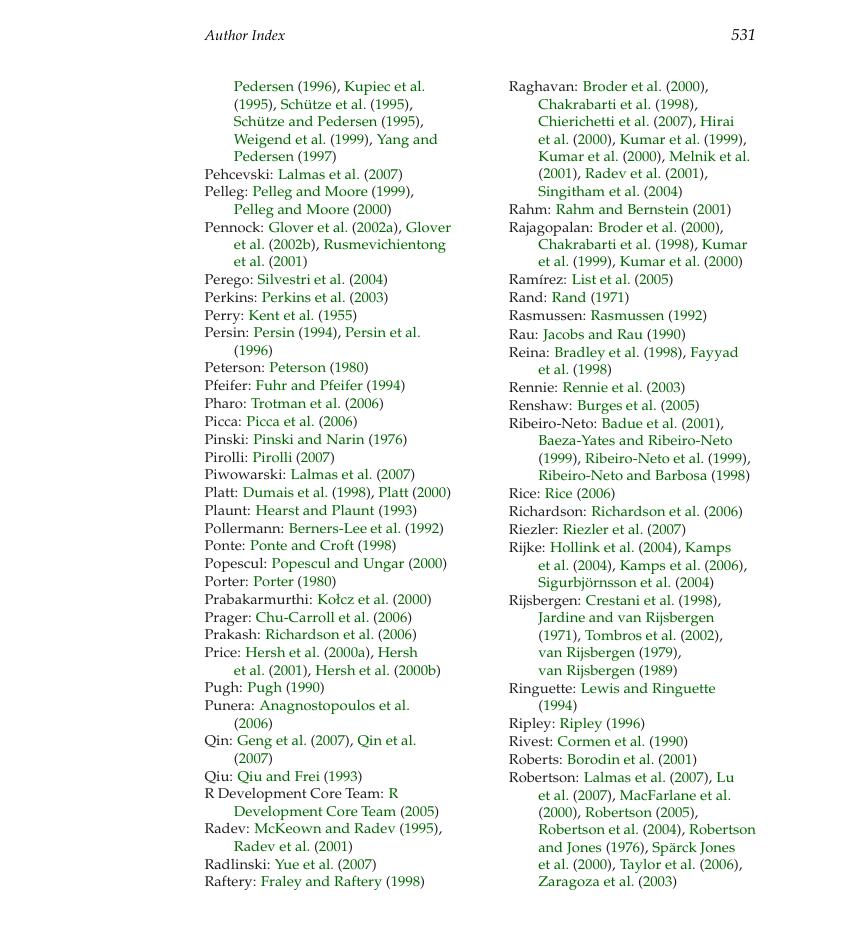 Author Index
531
Pedersen (1996), Kupiec et al.
(1995), Schütze et al. (1995),
Schütze and Pedersen (1995),
Weigend et al. (1999), Yang and
Pedersen (1997)
Pehcevski: Lalmas et al. (2007)
Pelleg: Pelleg and Moore (1999),
Pelleg and Moore (2000)
Pennock: Glover et al. (2002a), Glover
et al. (2002b), Rusmevichientong
et al. (2001)
Perego: Silvestri et al. (2004)
Perkins: Perkins et al. (2003)
Perry: Kent et al. (1955)
Persin: Persin (1994), Persin et al.
(1996)
Peterson: Peterson (1980)
Pfeifer: Fuhr and Pfeifer (1994)
Pharo: Trotman et al. (2006)
Picca: Picca et al. (2006)
Pinski: Pinski and Narin (1976)
Pirolli: Pirolli (2007)
Piwowarski: Lalmas et al. (2007)
Platt: Dumais et al. (1998), Platt (2000)
Plaunt: Hearst and Plaunt (1993)
Pollermann: Berners-Lee et al. (1992)
Ponte: Ponte and Croft (1998)
Popescul: Popescul and Ungar (2000)
Porter: Porter (1980)
Prabakarmurthi: Kołcz et al. (2000)
Prager: Chu-Carroll et al. (2006)
Prakash: Richardson et al. (2006)
Price: Hersh et al. (2000a), Hersh
et al. (2001), Hersh et al. (2000b)
Pugh: Pugh (1990)
Punera: Anagnostopoulos et al.
(2006)
Qin: Geng et al. (2007), Qin et al.
(2007)
Qiu: Qiu and Frei (1993)
R Development Core Team: R
Development Core Team (2005)
Radev: McKeown and Radev (1995),
Radev et al. (2001)
Radlinski: Yue et al. (2007)
Raftery: Fraley and Raftery (1998)
Raghavan: Broder et al. (2000),
Chakrabarti et al. (1998),
Chierichetti et al. (2007), Hirai
et al. (2000), Kumar et al. (1999),
Kumar et al. (2000), Melnik et al.
(2001), Radev et al. (2001),
Singitham et al. (2004)
Rahm: Rahm and Bernstein (2001)
Rajagopalan: Broder et al. (2000),
Chakrabarti et al. (1998), Kumar
et al. (1999), Kumar et al. (2000)
Ramírez: List et al. (2005)
Rand: Rand (1971)
Rasmussen: Rasmussen (1992)
Rau: Jacobs and Rau (1990)
Reina: Bradley et al. (1998), Fayyad
et al. (1998)
Rennie: Rennie et al. (2003)
Renshaw: Burges et al. (2005)
Ribeiro-Neto: Badue et al. (2001),
Baeza-Yates and Ribeiro-Neto
(1999), Ribeiro-Neto et al. (1999),
Ribeiro-Neto and Barbosa (1998)
Rice: Rice (2006)
Richardson: Richardson et al. (2006)
Riezler: Riezler et al. (2007)
Rijke: Hollink et al. (2004), Kamps
et al. (2004), Kamps et al. (2006),
Sigurbjörnsson et al. (2004)
Rijsbergen: Crestani et al. (1998),
Jardine and van Rijsbergen
(1971), Tombros et al. (2002),
van Rijsbergen (1979),
van Rijsbergen (1989)
Ringuette: Lewis and Ringuette
(1994)
Ripley: Ripley (1996)
Rivest: Cormen et al. (1990)
Roberts: Borodin et al. (2001)
Robertson: Lalmas et al. (2007), Lu
et al. (2007), MacFarlane et al.
(2000), Robertson (2005),
Robertson et al. (2004), Robertson
and Jones (1976), Spärck Jones
et al. (2000), Taylor et al. (2006),
Zaragoza et al. (2003)